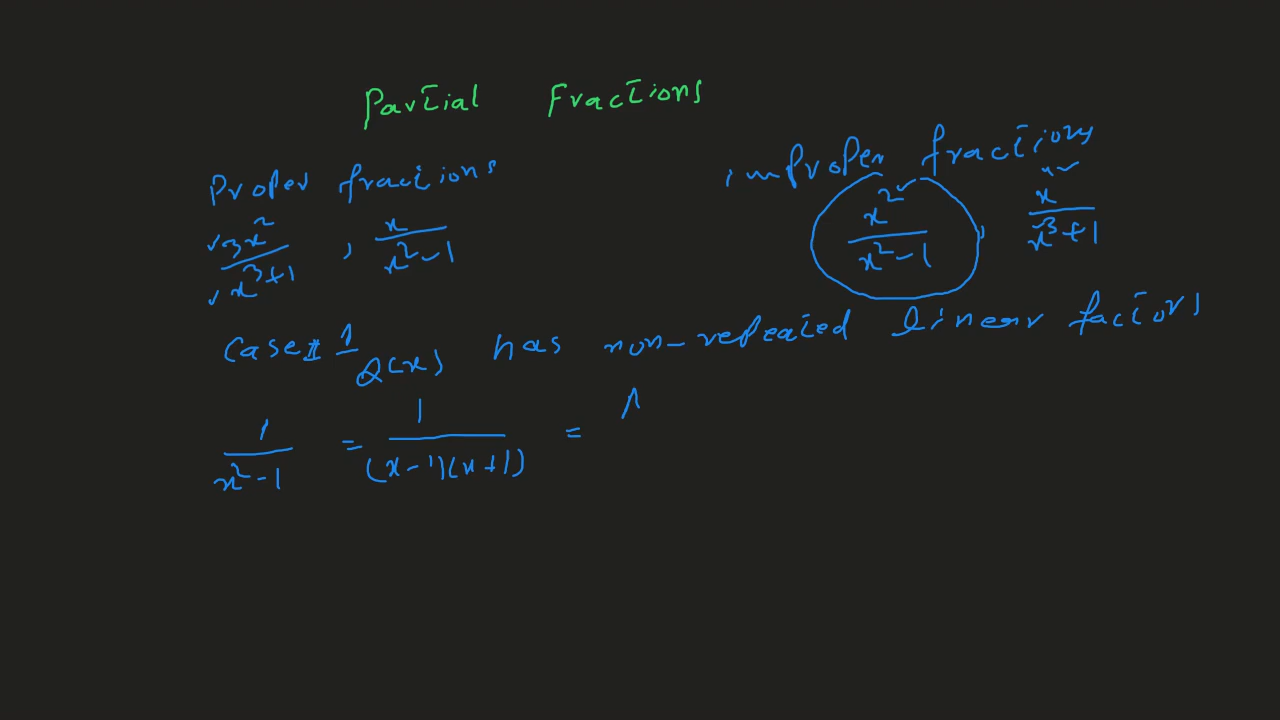 Partial Fractions
Proper fractions
improper fractions
3x²/(x³+1) , x/(x²-1)
x²/(x²-1) , x⁴/(x³+1)
Case # 1
Q(x) has non-repeated linear factors
1/(x²-1) = 1/((x-1)(x+1)) = A